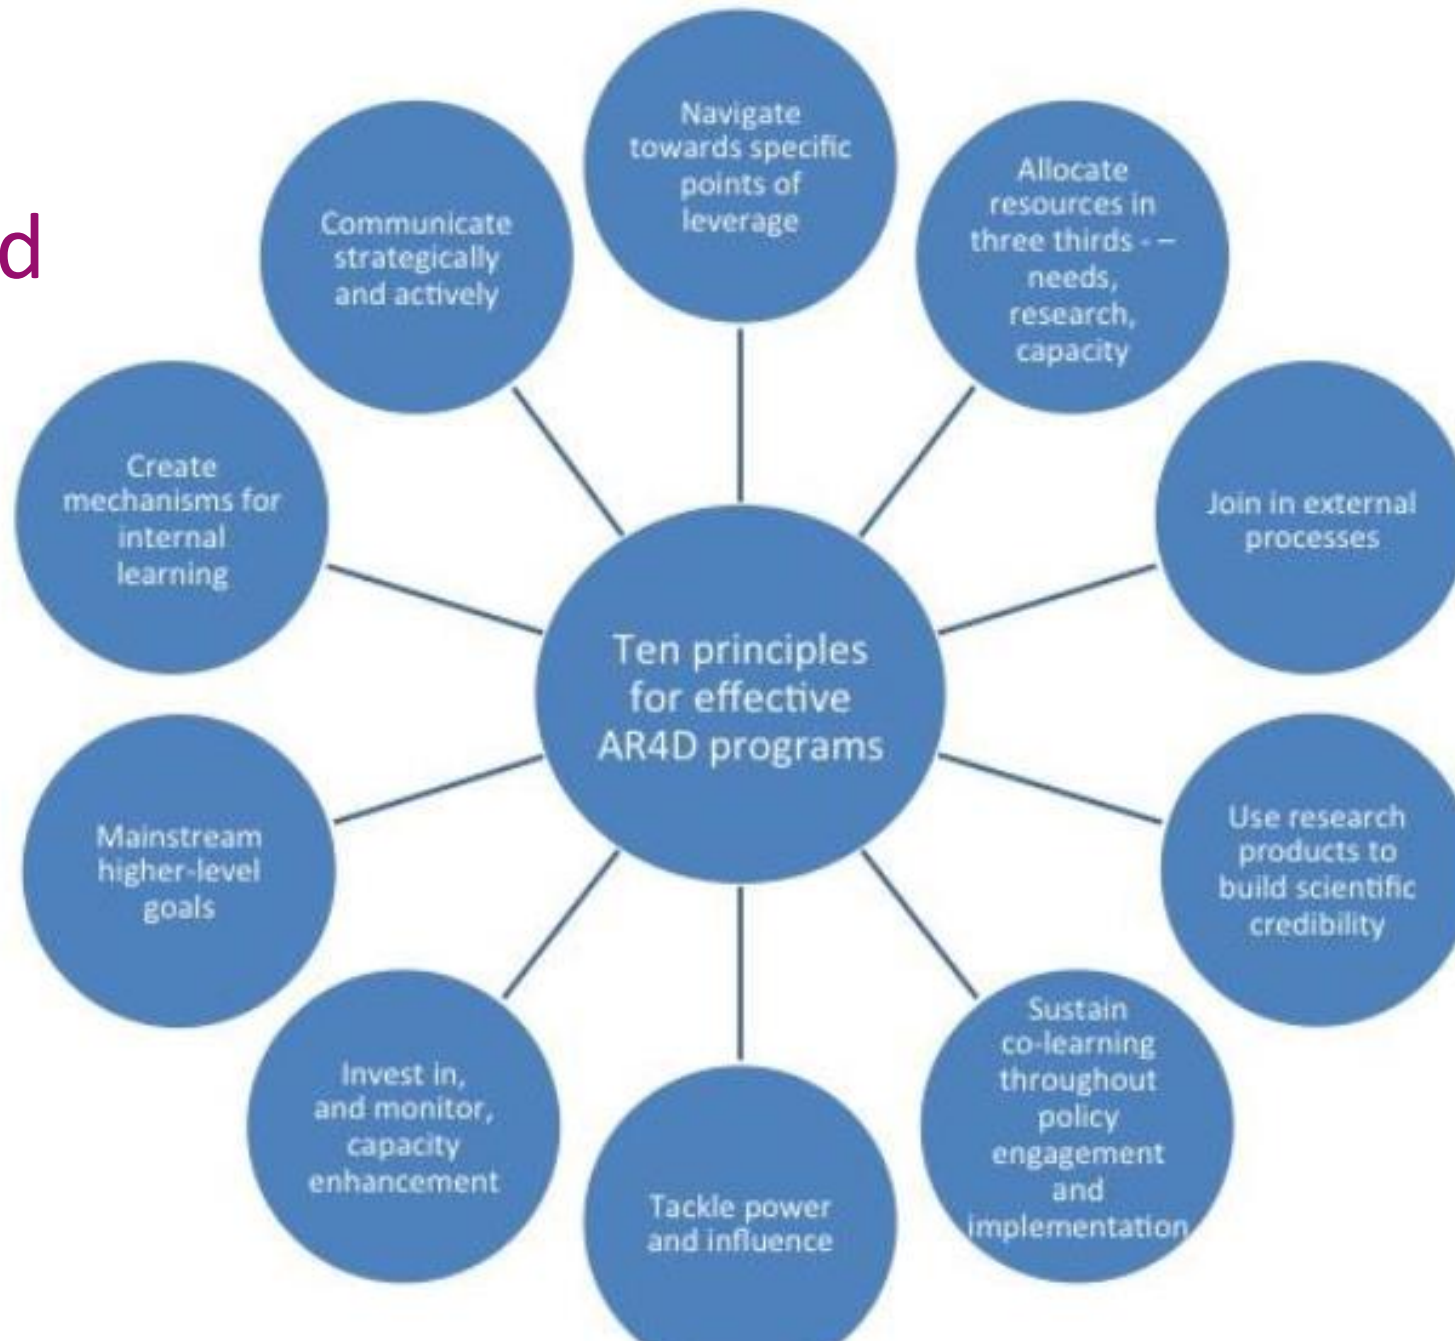 d
Navigate
towards specific
points of
leverage
Allocate
resources in
three thirds - –
needs,
research,
capacity
Join in external
processes
Use research
products to
build scientific
credibility
Sustain
co-learning
throughout
policy
engagement
and
implementation
Tackle power
and influence
Invest in,
and monitor,
capacity
enhancement
Mainstream
higher-level
goals
Create
mechanisms for
internal
learning
Communicate
strategically
and actively
Ten principles
for effective
AR4D programs